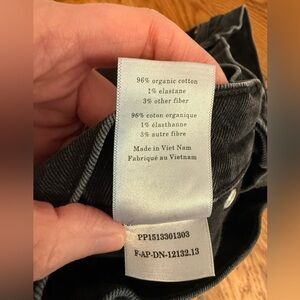 96% organic cotton
1% elastane
3% other fiber
96% coton organique
1% élasthanne
3% autre fibre
Made in Viet Nam
Fabriqué au Vietnam
PP1513301303
F-AP-DN-12132.13